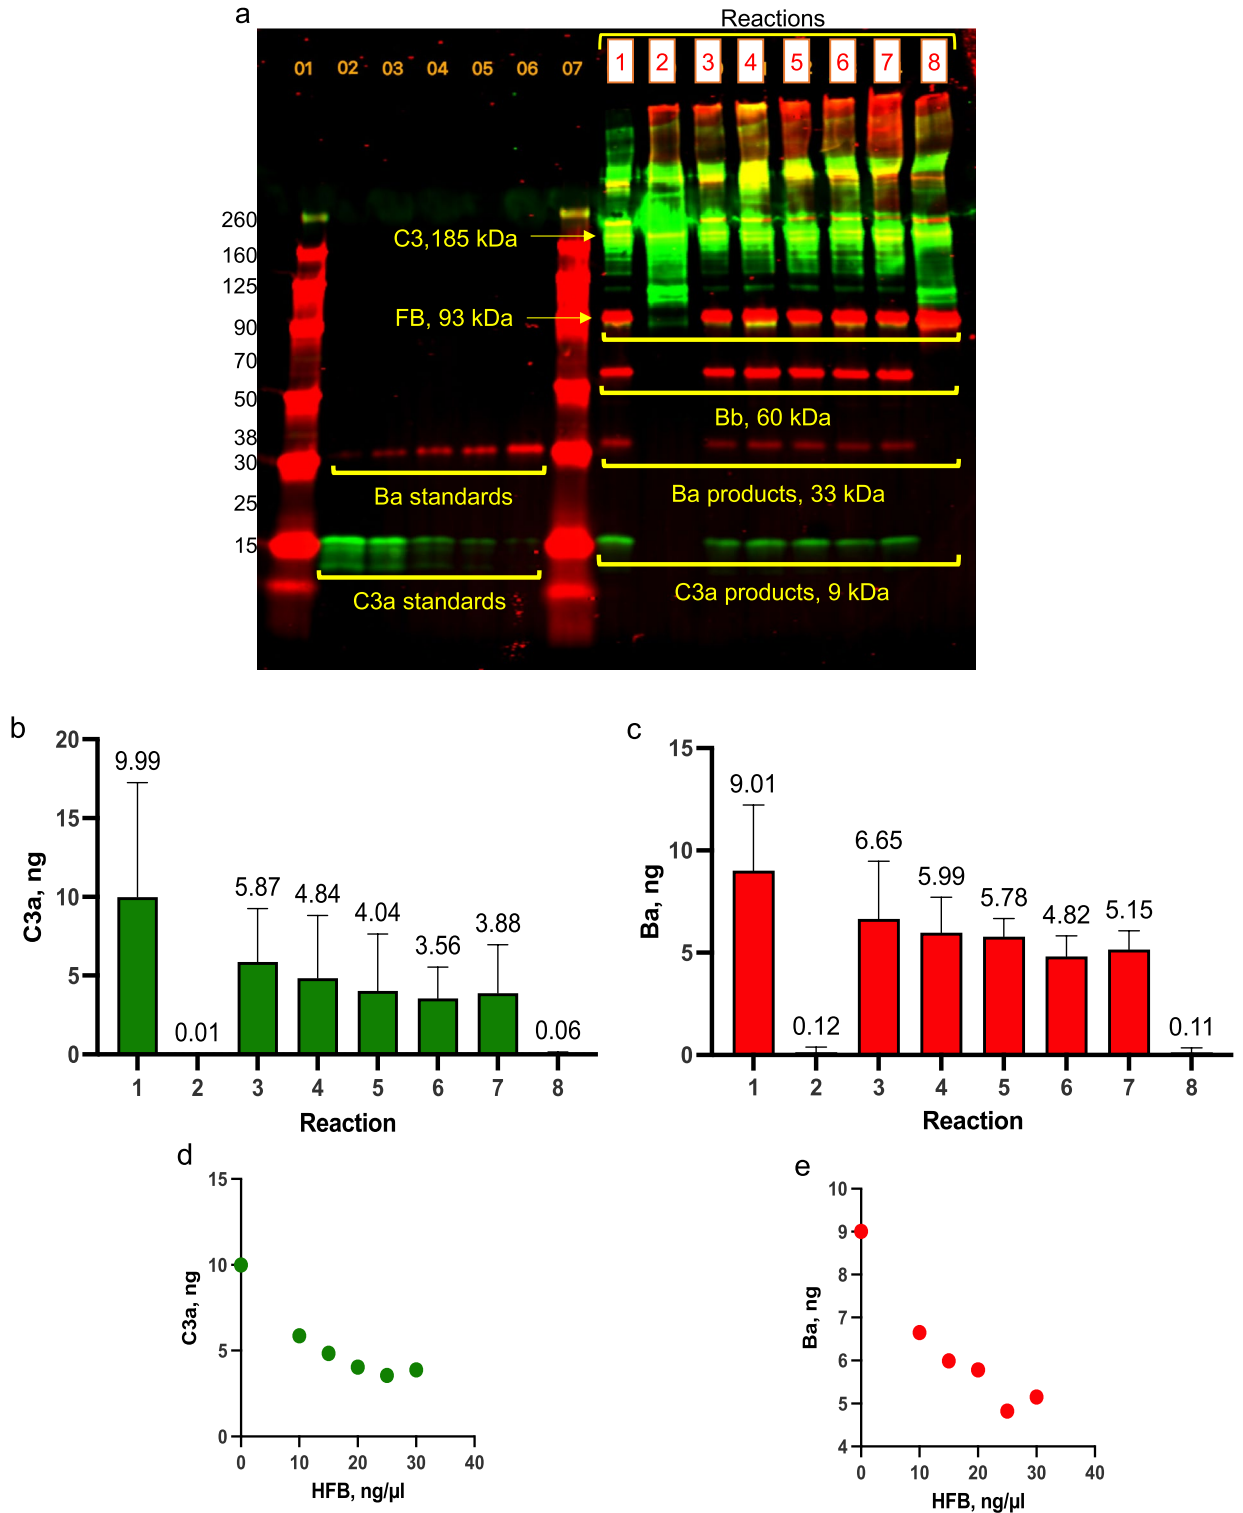 a
Reactions
01 02 03 04 05 06 07 1 2 3 4 5 6 7 8
260
160
125
90
70
50
38
30
25
15
C3,185 kDa
FB, 93 kDa
Bb, 60 kDa
Ba standards
Ba products, 33 kDa
C3a standards
C3a products, 9 kDa
b
C3a, ng
20
15
10
5
0
9.99
0.01
5.87
4.84
4.04
3.56
3.88
0.06
1 2 3 4 5 6 7 8
Reaction
c
Ba, ng
15
10
5
0
9.01
0.12
6.65
5.99
5.78
4.82
5.15
0.11
1 2 3 4 5 6 7 8
Reaction
d
C3a, ng
15
10
5
0
0 10 20 30 40
HFB, ng/µl
e
Ba, ng
10
9
8
7
6
5
4
0 10 20 30 40
HFB, ng/µl